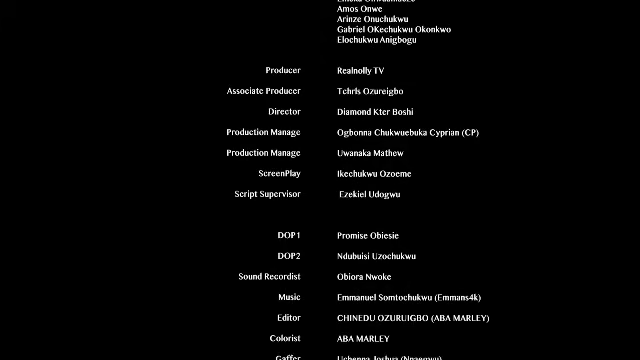 Amos Onwe
Arinze Onuchukwu
Gabriel OKechukwu Okonkwo
Elochukwu Anigbogu
Producer Realnolly TV
Associate Producer Tchris Ozureigbo
Director Diamond Kter Boshi
Production Manage Ogbonna Chukwuebuka Cyprian (CP)
Production Manage Uwanaka Mathew
ScreenPlay Ikechukwu Ozoeme
Script Supervisor Ezekiel Udogwu
DOP1 Promise Obiesie
DOP2 Ndubuisi Uzochukwu
Sound Recordist Obiora Nwoke
Music Emmanuel Somtochukwu (Emmans4k)
Editor CHINEDU OZURUIGBO (ABA MARLEY)
Colorist ABA MARLEY
Gaffer Uchenna Joshua